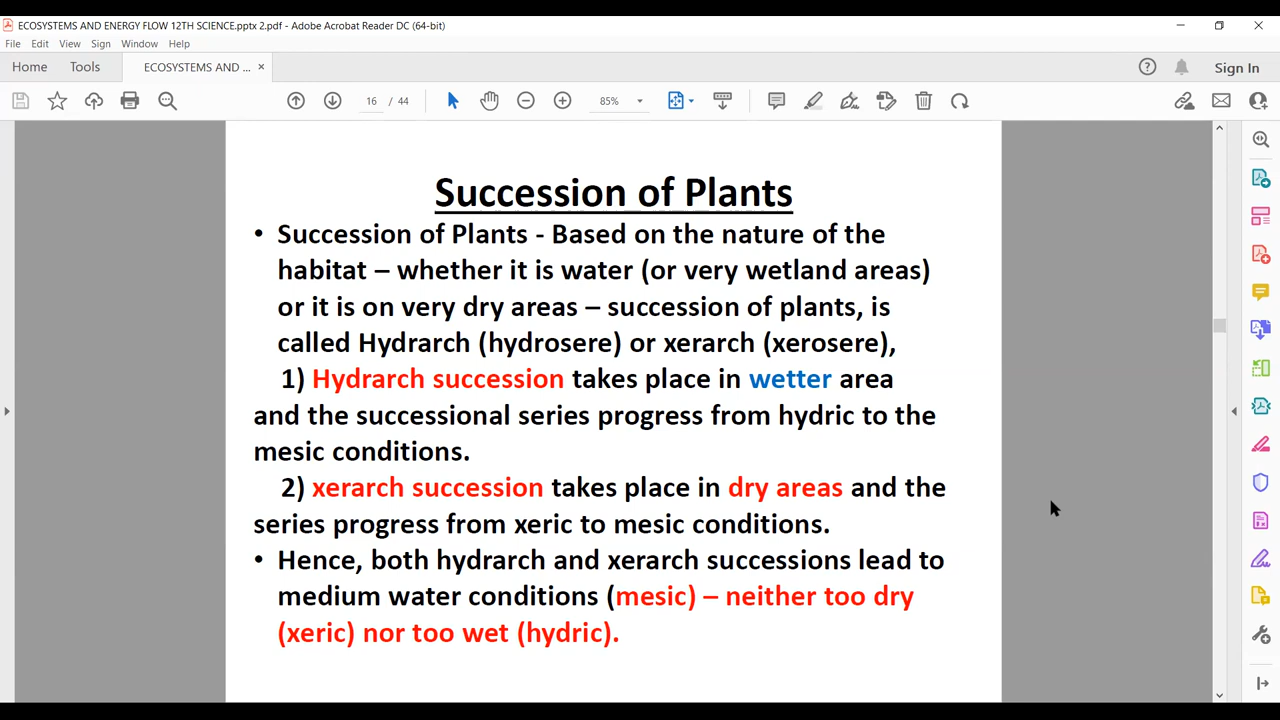 ECOSYSTEMS AND ENERGY FLOW 12TH SCIENCE.pptx 2.pdf - Adobe Acrobat Reader DC (64-bit)
File Edit View Sign Window Help
Home Tools ECOSYSTEMS AND ... × Sign In
16 / 44 85%
Succession of Plants
• Succession of Plants - Based on the nature of the
habitat – whether it is water (or very wetland areas)
or it is on very dry areas – succession of plants, is
called Hydrarch (hydrosere) or xerarch (xerosere),
1) Hydrarch succession takes place in wetter area
and the successional series progress from hydric to the
mesic conditions.
2) xerarch succession takes place in dry areas and the
series progress from xeric to mesic conditions.
• Hence, both hydrarch and xerarch successions lead to
medium water conditions (mesic) – neither too dry
(xeric) nor too wet (hydric).